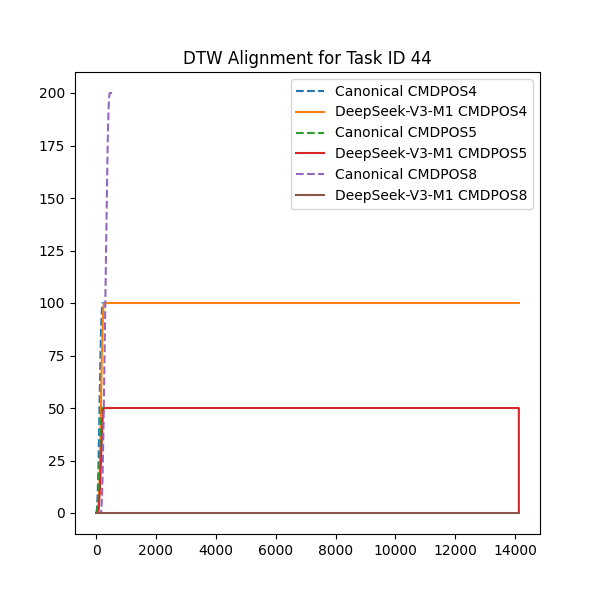 DTW Alignment for Task ID 44
Canonical CMDPOS4
DeepSeek-V3-M1 CMDPOS4
Canonical CMDPOS5
DeepSeek-V3-M1 CMDPOS5
Canonical CMDPOS8
DeepSeek-V3-M1 CMDPOS8
200
175
150
125
100
75
50
25
0
0 2000 4000 6000 8000 10000 12000 14000